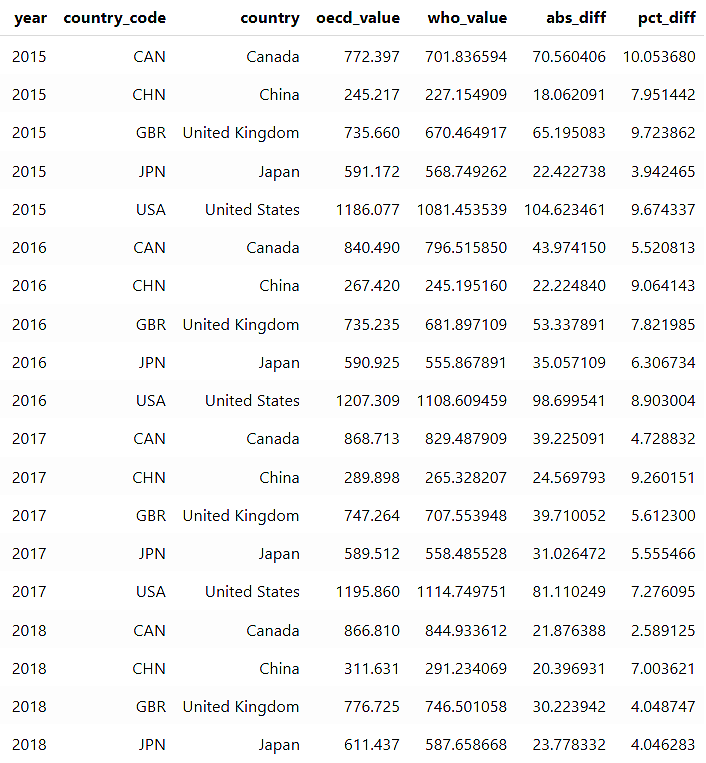 year country_code country oecd_value who_value abs_diff pct_diff
2015 CAN Canada 772.397 701.836594 70.560406 10.053680
2015 CHN China 245.217 227.154909 18.062091 7.951442
2015 GBR United Kingdom 735.660 670.464917 65.195083 9.723862
2015 JPN Japan 591.172 568.749262 22.422738 3.942465
2015 USA United States 1186.077 1081.453539 104.623461 9.674337
2016 CAN Canada 840.490 796.515850 43.974150 5.520813
2016 CHN China 267.420 245.195160 22.224840 9.064143
2016 GBR United Kingdom 735.235 681.897109 53.337891 7.821985
2016 JPN Japan 590.925 555.867891 35.057109 6.306734
2016 USA United States 1207.309 1108.609459 98.699541 8.903004
2017 CAN Canada 868.713 829.487909 39.225091 4.728832
2017 CHN China 289.898 265.328207 24.569793 9.260151
2017 GBR United Kingdom 747.264 707.553948 39.710052 5.612300
2017 JPN Japan 589.512 558.485528 31.026472 5.555466
2017 USA United States 1195.860 1114.749751 81.110249 7.276095
2018 CAN Canada 866.810 844.933612 21.876388 2.589125
2018 CHN China 311.631 291.234069 20.396931 7.003621
2018 GBR United Kingdom 776.725 746.501058 30.223942 4.048747
2018 JPN Japan 611.437 587.658668 23.778332 4.046283